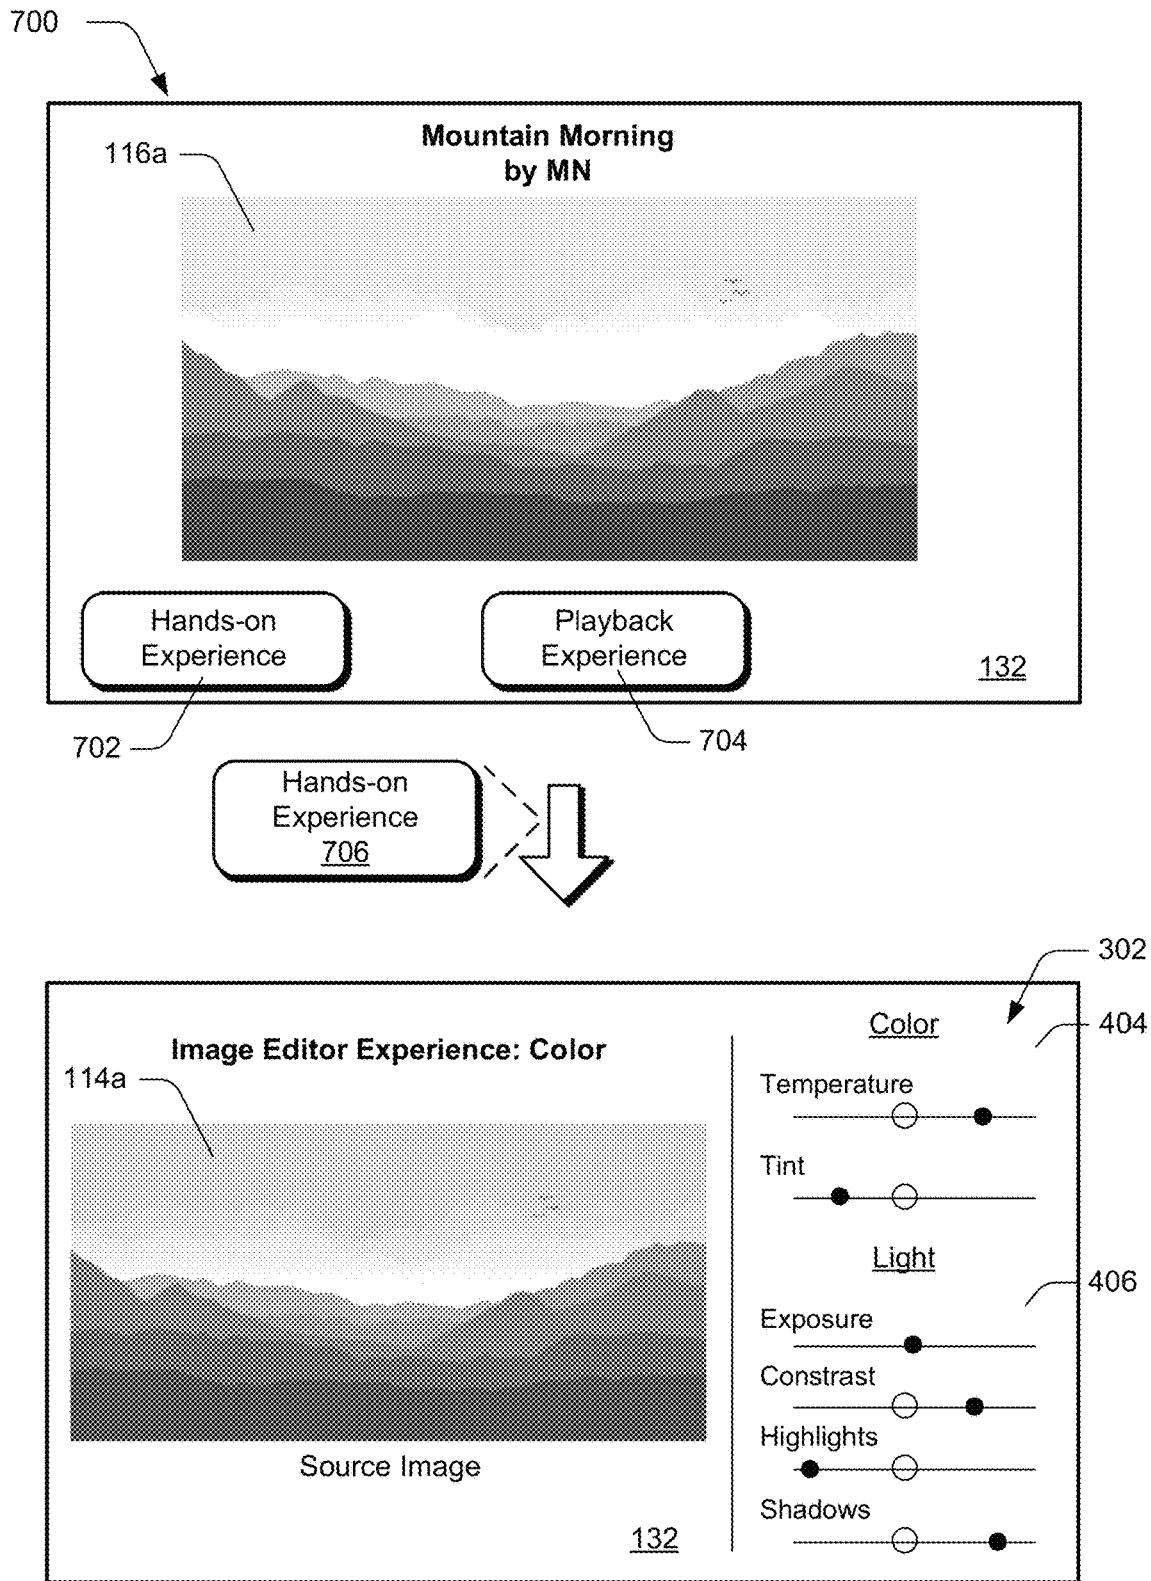 700
Mountain Morning
by MN
116a
Hands-on
Experience
Playback
Experience
132
702
704
Hands-on
Experience
706
302
Color
404
Image Editor Experience: Color
114a
Temperature
Tint
Light
406
Exposure
Constrast
Highlights
Source Image
Shadows
132